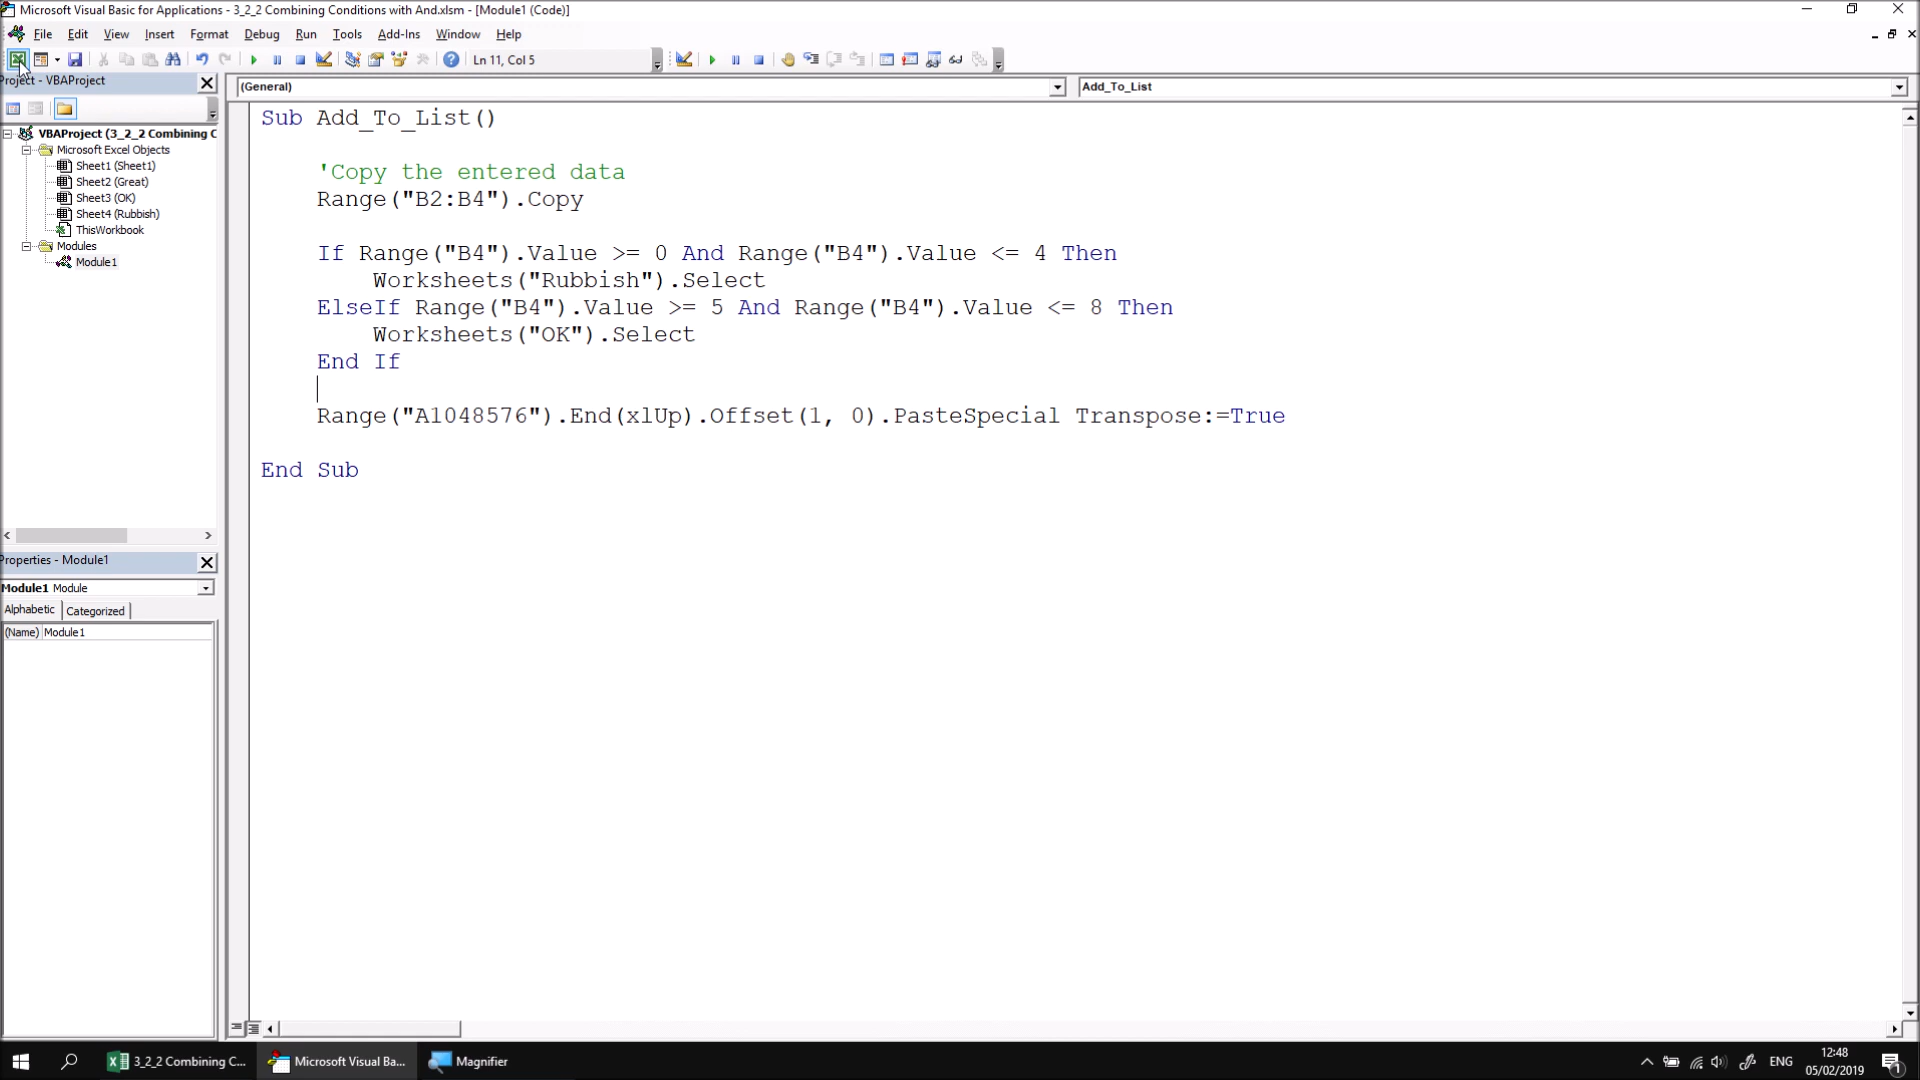 Microsoft Visual Basic for Applications - 3_2_2 Combining Conditions with And.xlsm - [Module1 (Code)]
File Edit View Insert Format Debug Run Tools Add-Ins Window Help
Ln 11, Col 5
Project - VBAProject
(General)
Add_To_List
VBAProject (3_2_2 Combining C
Microsoft Excel Objects
Sheet1 (Sheet1)
Sheet2 (Great)
Sheet3 (OK)
Sheet4 (Rubbish)
ThisWorkbook
Modules
Module1
Properties - Module1
Module1 Module
Alphabetic Categorized
(Name) Module1
Sub Add_To_List()
'Copy the entered data
Range("B2:B4").Copy
If Range("B4").Value >= 0 And Range("B4").Value <= 4 Then
Worksheets("Rubbish").Select
ElseIf Range("B4").Value >= 5 And Range("B4").Value <= 8 Then
Worksheets("OK").Select
End If
Range("A1048576").End(xlUp).Offset(1, 0).PasteSpecial Transpose:=True
End Sub
3_2_2 Combining C...
Microsoft Visual Ba...
Magnifier
ENG
12:48
05/02/2019
1